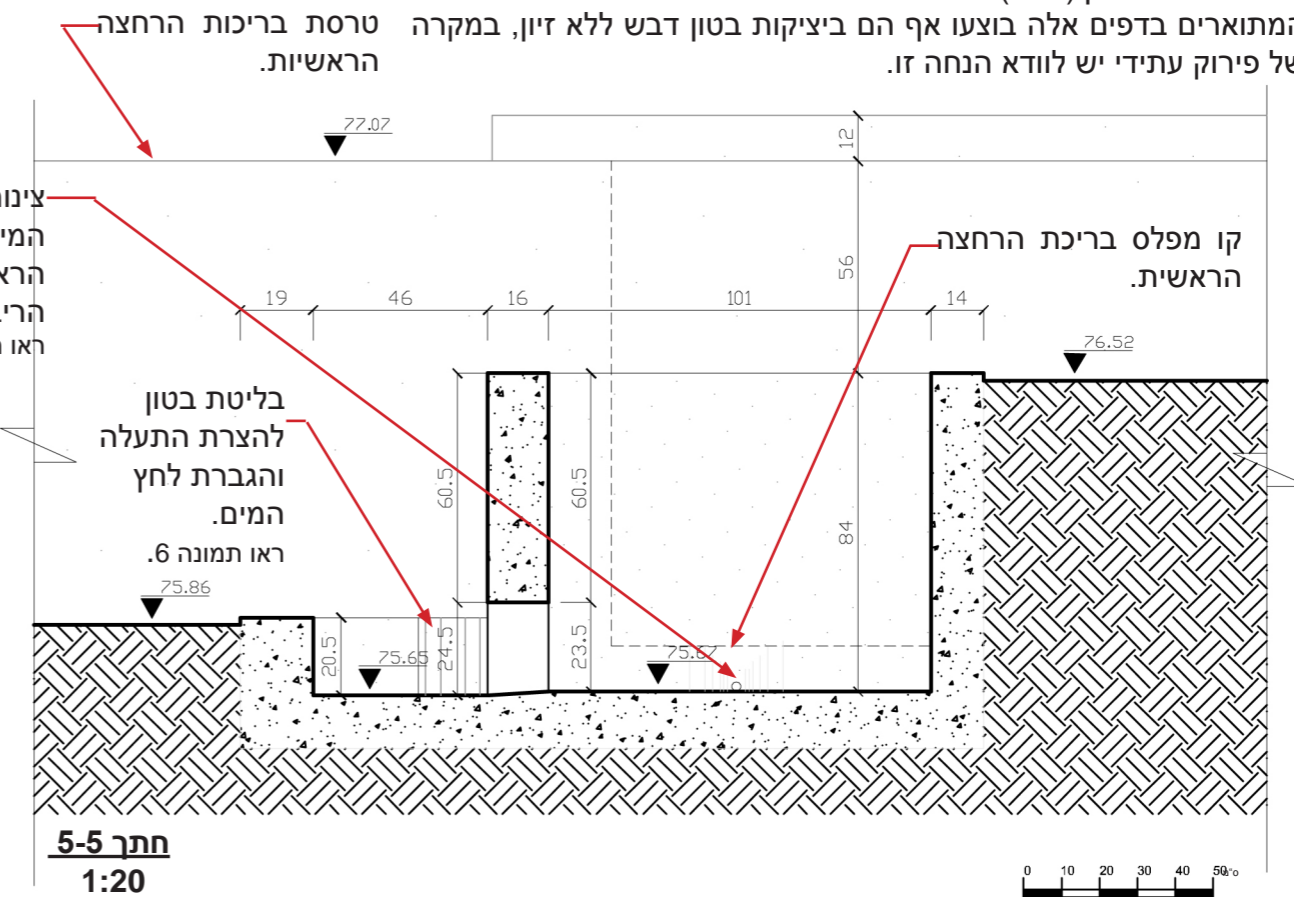 המתוארים בדפים אלה בוצעו אף הם ביציקות בטון דבש ללא זיון, במקרה
של פירוק עתידי יש לוודא הנחה זו.
טרסת בריכות הרחצה
הראשיות.
77.07
12
56
קו מפלס בריכת הרחצה
הראשית.
19 46 16 101 14
76.52
בליטת בטון
להצרת התעלה
והגברת לחץ
המים.
ראו תמונה 6.
60.5 60.5
84
75.86
20.5 24.5 23.5
75.65 75.67
חתך 5-5
1:20
0 10 20 30 40 50